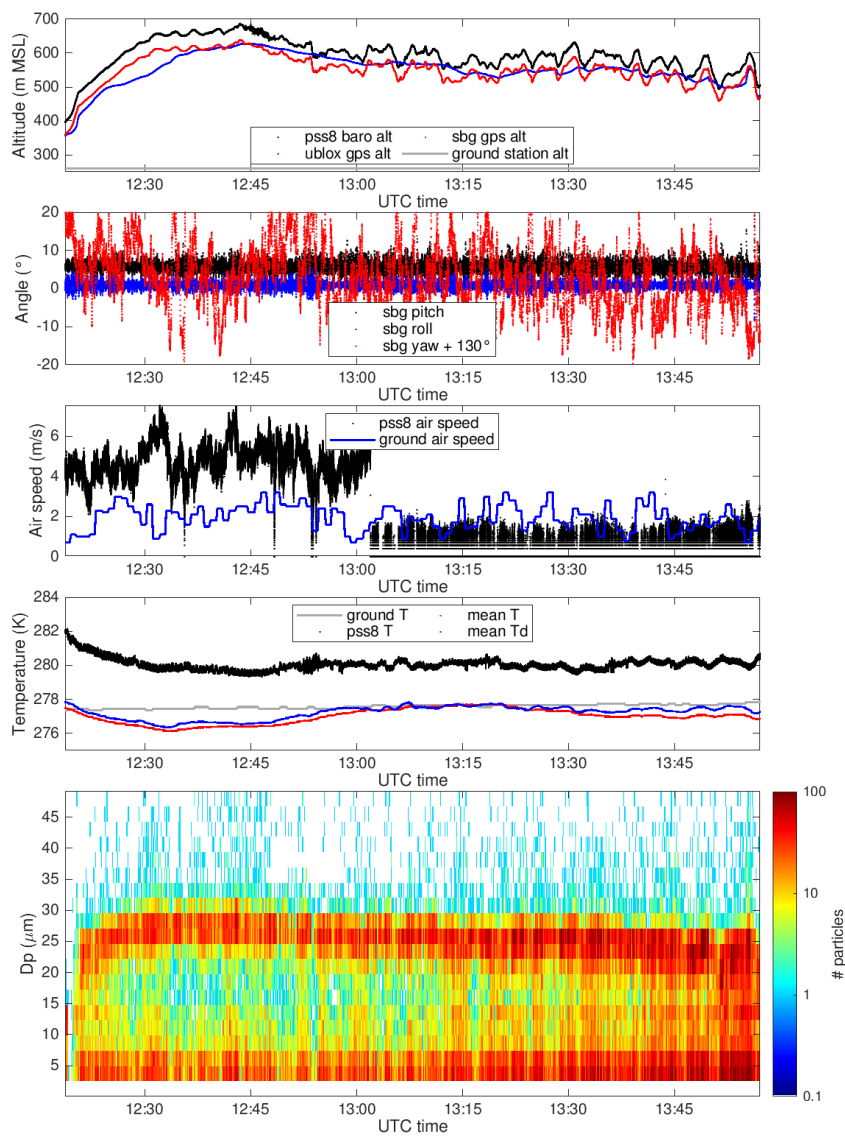 700
600
500
400
300
Altitude (m MSL)
pss8 baro alt
sbg gps alt
ublox gps alt
ground station alt
12:30
12:45
13:00
13:15
13:30
13:45
UTC time
20
10
0
-10
-20
Angle (°)
sbg pitch
sbg roll
sbg yaw + 130°
12:30
12:45
13:00
13:15
13:30
13:45
UTC time
6
4
2
0
Air speed (m/s)
pss8 air speed
ground air speed
12:30
12:45
13:00
13:15
13:30
13:45
UTC time
284
282
280
278
276
Temperature (K)
ground T
mean T
pss8 T
mean Td
12:30
12:45
13:00
13:15
13:30
13:45
UTC time
45
40
35
30
25
20
15
10
5
Dp (μm)
12:30
12:45
13:00
13:15
13:30
13:45
UTC time
100
10
1
0.1
# particles